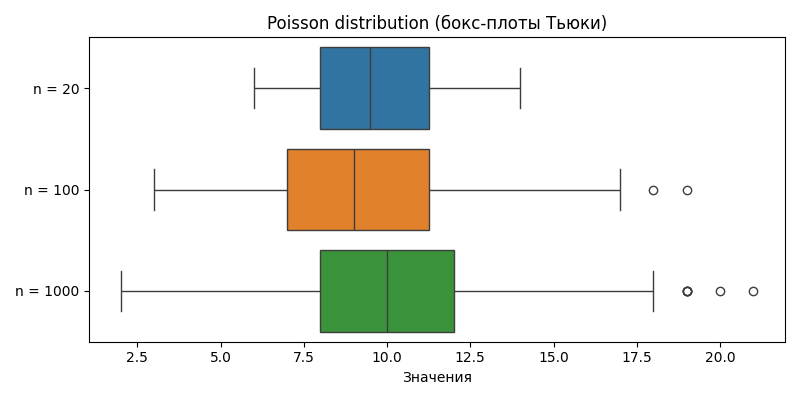 Poisson distribution (бокс-плоты Тьюки)
n = 20
n = 100
n = 1000
2.5 5.0 7.5 10.0 12.5 15.0 17.5 20.0
Значения